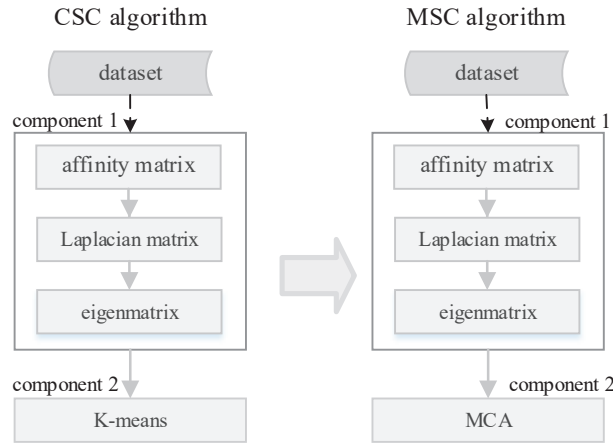 CSC algorithm
dataset
component 1
affinity matrix
Laplacian matrix
eigenmatrix
component 2
K-means
MSC algorithm
dataset
component 1
affinity matrix
Laplacian matrix
eigenmatrix
component 2
MCA